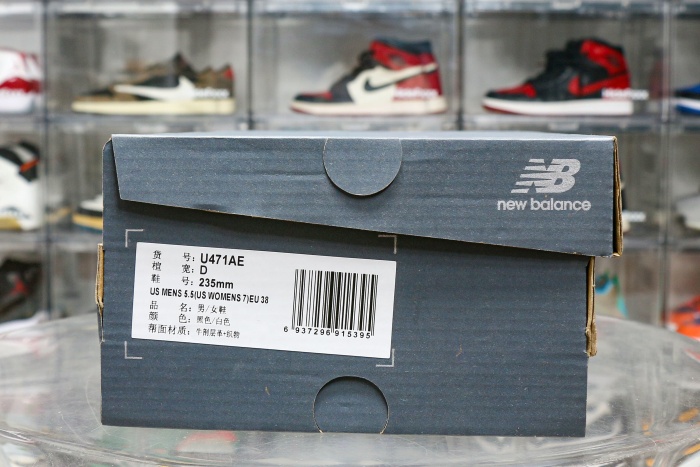 NB
new balance
货 号: U471AE
楦 宽: D
鞋 号: 235mm
US MENS 5.5(US WOMENS 7)EU 38
品 名: 男/女鞋
颜 色: 黑色/白色
帮面材质: 牛剖层革+织物
6 937296 915395